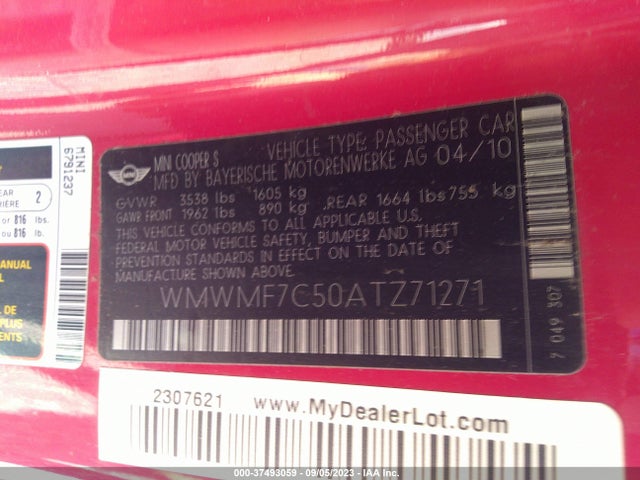 MINI COOPER S VEHICLE TYPE: PASSENGER CAR
MFD BY BAYERISCHE MOTORENWERKE AG 04/10
GVWR 3538 lbs 1605 kg
GAWR FRONT 1962 lbs 890 kg REAR 1664 lbs 755 kg
THIS VEHICLE CONFORMS TO ALL APPLICABLE U.S.
FEDERAL MOTOR VEHICLE SAFETY, BUMPER AND THEFT
PREVENTION STANDARDS IN EFFECT ON THE DATE OF
MANUFACTURE SHOWN ABOVE.
WMWMF7C50ATZ71271
7 049 307
MINI
6791237
2
816 lbs.
816 lb.
MANUAL
PLUS
2307621 www.MyDealerLot.com
000-37493059 - 09/05/2023 - IAA Inc.